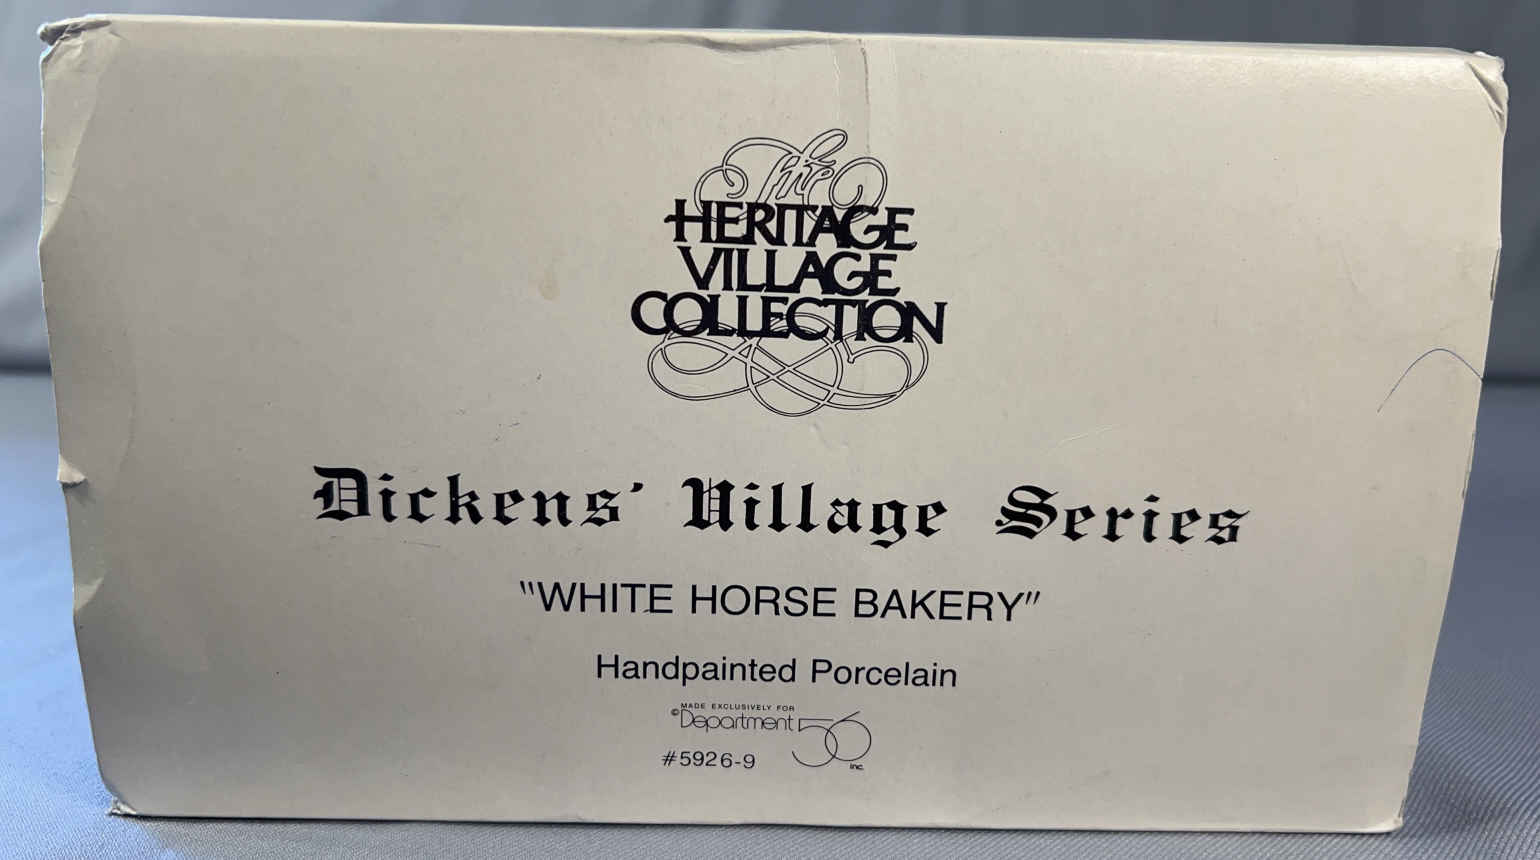 The
HERITAGE
VILLAGE
COLLECTION
Dickens' Village Series
"WHITE HORSE BAKERY"
Handpainted Porcelain
MADE EXCLUSIVELY FOR
©Department 56 inc.
#5926-9